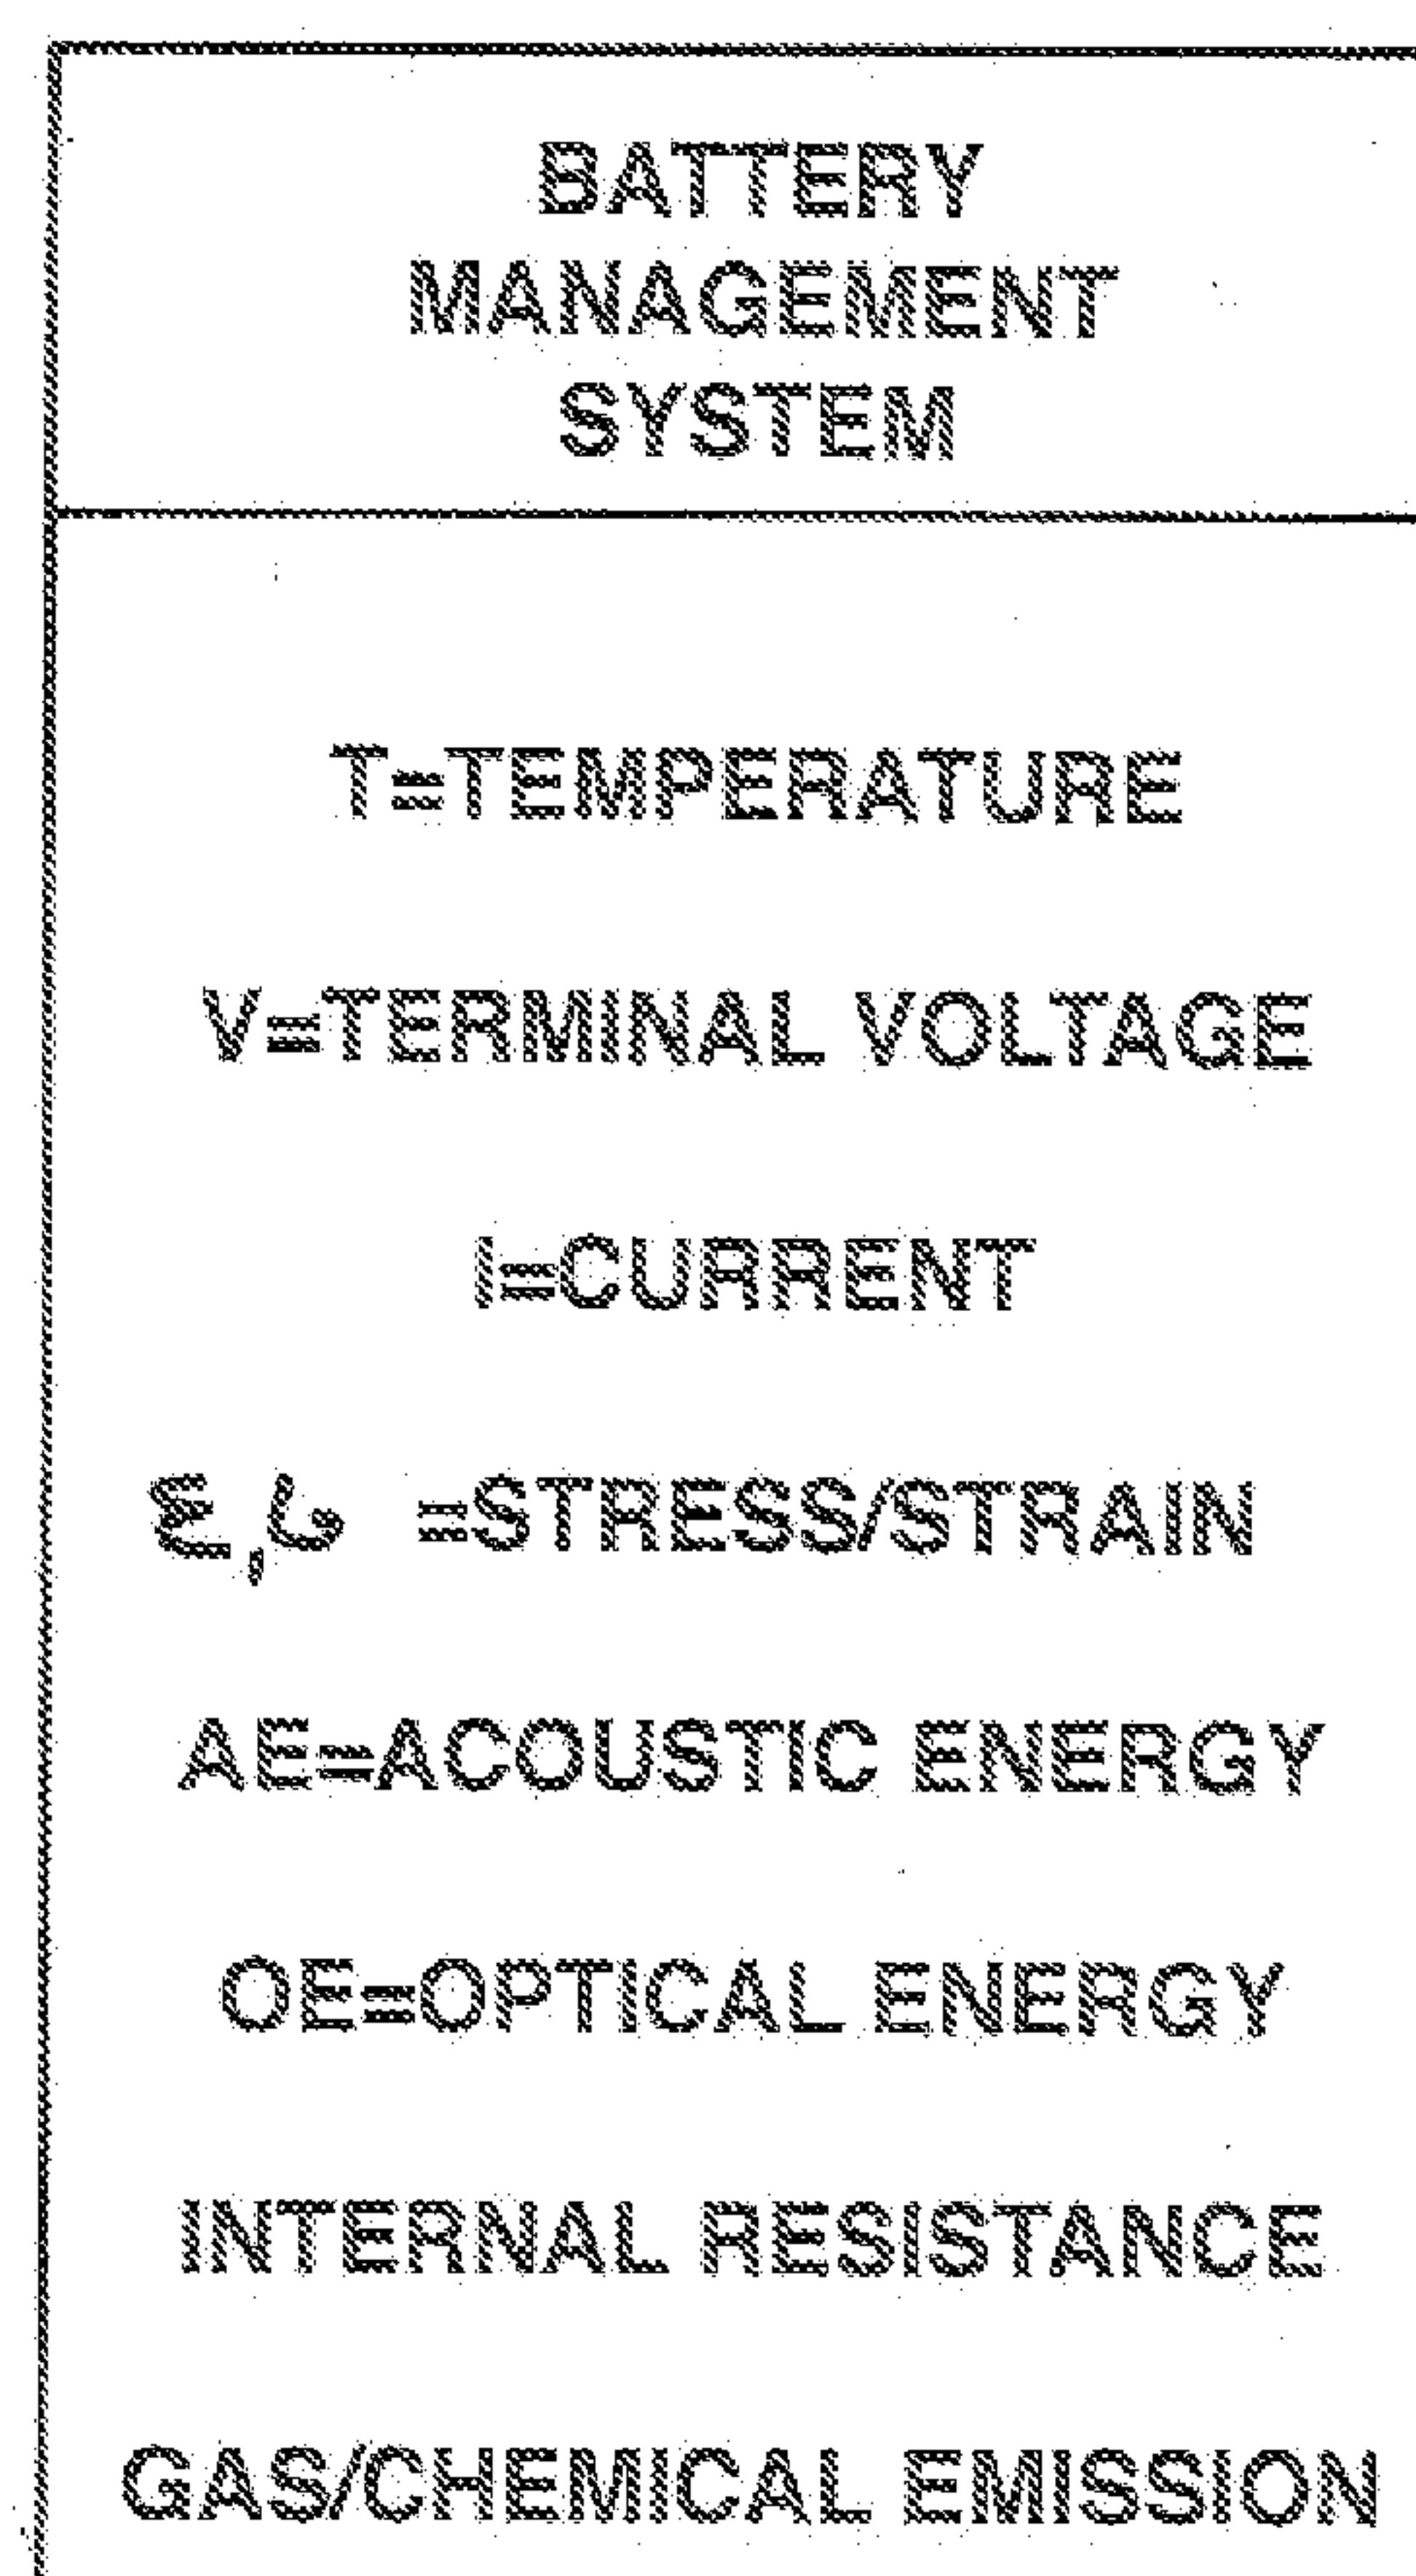 BATTERY
MANAGEMENT
SYSTEM
T=TEMPERATURE
V=TERMINAL VOLTAGE
I=CURRENT
=STRESS/STRAIN
AE=ACOUSTIC ENERGY
OE=OPTICAL ENERGY
INTERNAL RESISTANCE
GAS/CHEMICAL EMISSION